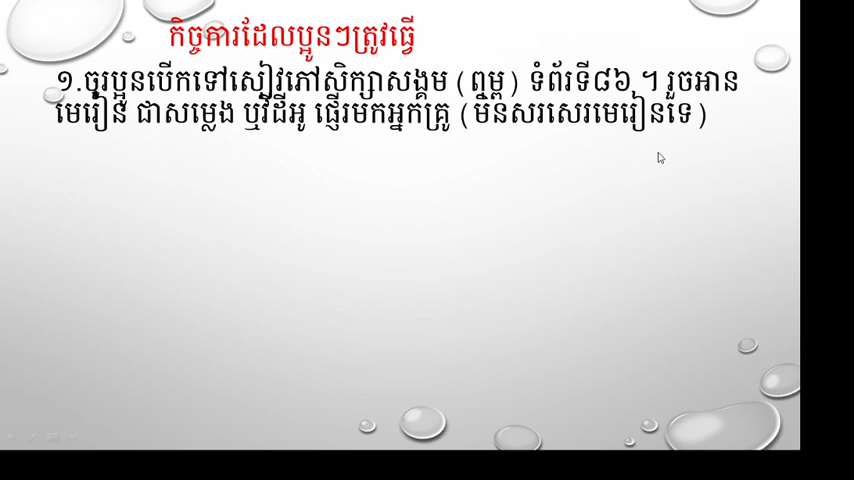 កិច្ចការដែលប្អូនៗត្រូវធ្វើ
១.ចូរប្អូនបើកទៅសៀវភៅសិក្សាសង្គម (ពុម្ព) ទំព័រទី៨៦ ។ រួចអាន
មេរៀន ជាសម្លេង ឬវីដីអូ ផ្ញើរមកអ្នកគ្រូ (មិនសរសេរមេរៀនទេ)